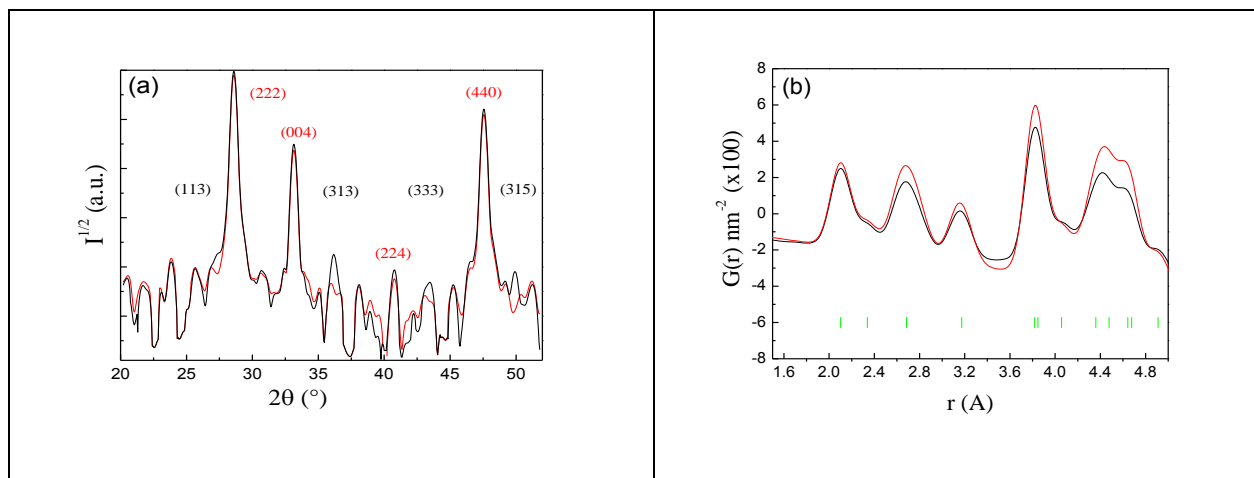 (a)
(222)
(440)
(004)
(113)
(313)
(333)
(315)
(224)
I^{1/2} (a.u.)
20 25 30 35 40 45 50
2θ (°)
(b)
8
6
4
2
0
-2
-4
-6
-8
G(r) nm^{-2} (x100)
1.6 2.0 2.4 2.8 3.2 3.6 4.0 4.4 4.8
r (A)